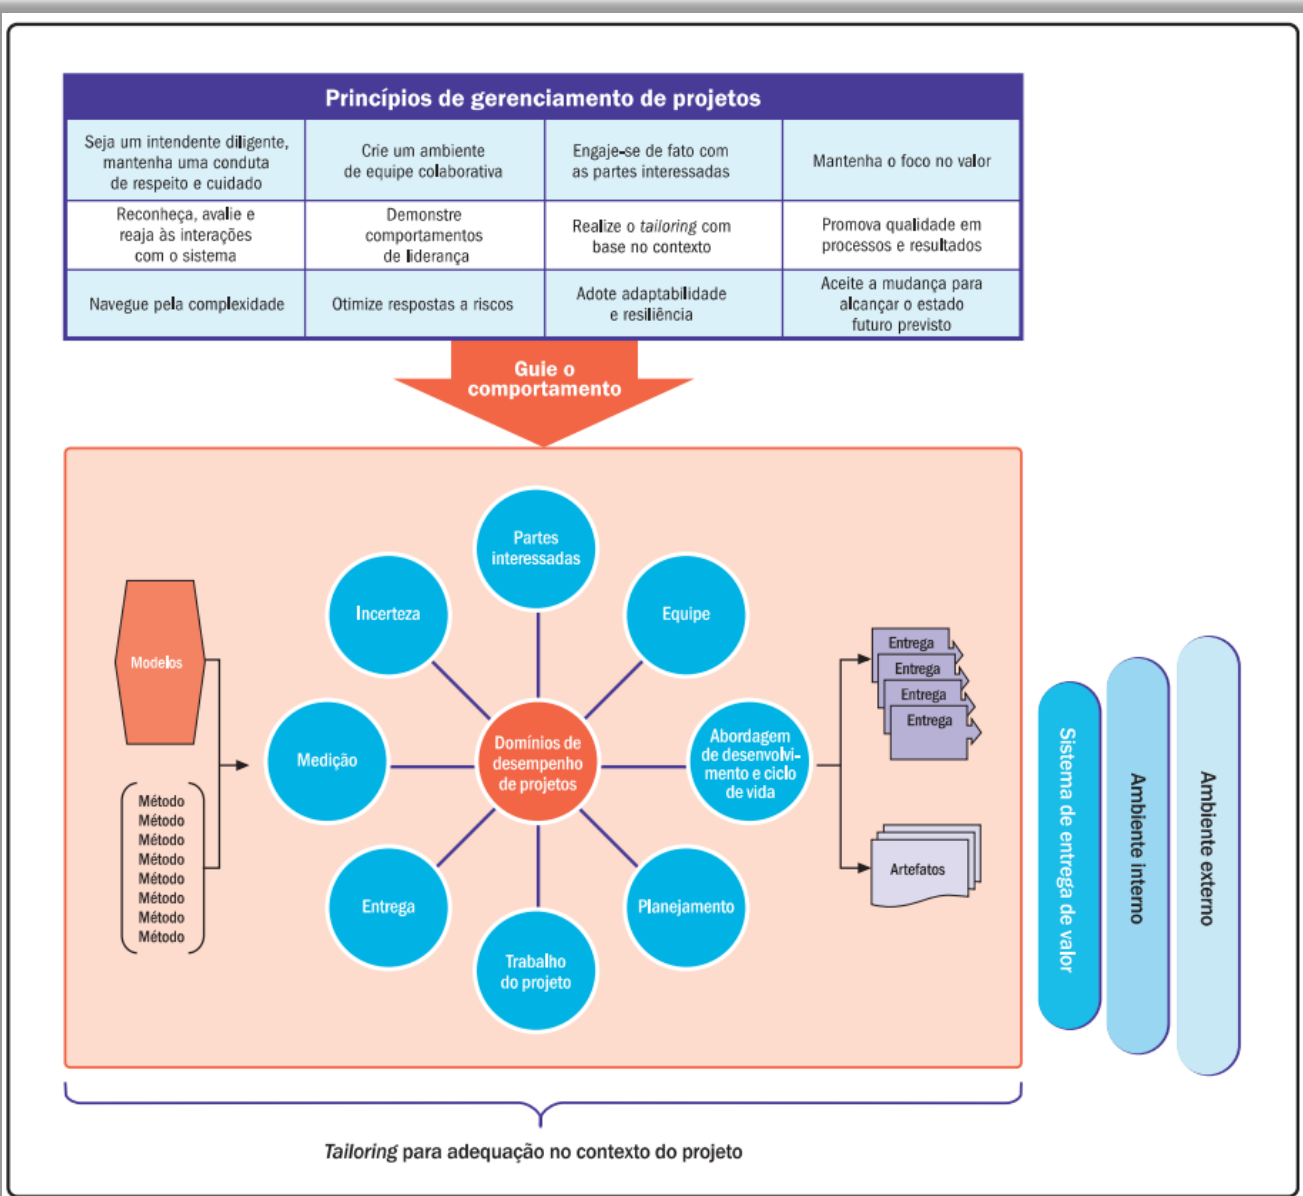 Princípios de gerenciamento de projetos
Seja um intendente diligente,
mantenha uma conduta
de respeito e cuidado
Crie um ambiente
de equipe colaborativa
Engaje-se de fato com
as partes interessadas
Mantenha o foco no valor
Reconheça, avalie e
reaja às interações
com o sistema
Demonstre
comportamentos
de liderança
Realize o tailoring com
base no contexto
Promova qualidade em
processos e resultados
Navegue pela complexidade
Otimize respostas a riscos
Adote adaptabilidade
e resiliência
Aceite a mudança para
alcançar o estado
futuro previsto
Guie o
comportamento
Partes
interessadas
Incerteza
Equipe
Modelos
Medição
Domínios de
desempenho
de projetos
Abordagem
de desenvolvi-
mento e ciclo
de vida
Entrega
Entrega
Entrega
Entrega
Método
Método
Método
Método
Método
Método
Método
Método
Entrega
Trabalho
do projeto
Planejamento
Artefatos
Sistema de entrega de valor
Ambiente interno
Ambiente externo
Tailoring para adequação no contexto do projeto